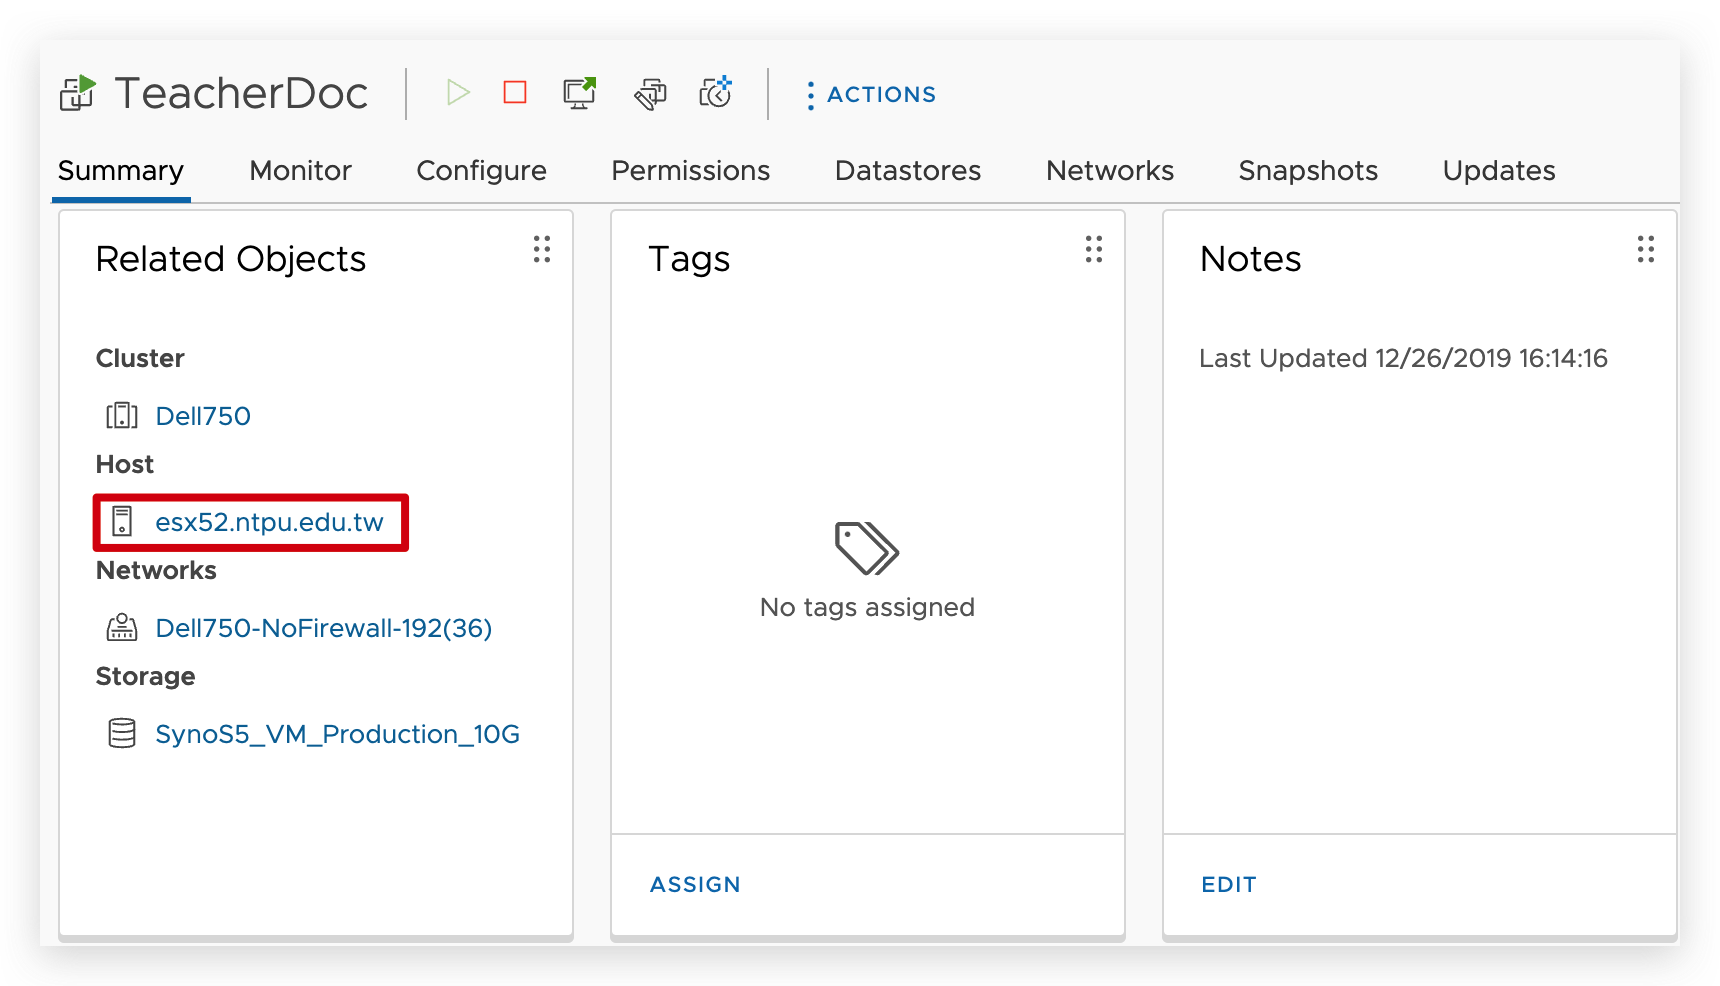 TeacherDoc
ACTIONS
Summary Monitor Configure Permissions Datastores Networks Snapshots Updates
Related Objects
Cluster
Dell750
Host
esx52.ntpu.edu.tw
Networks
Dell750-NoFirewall-192(36)
Storage
SynoS5_VM_Production_10G
Tags
No tags assigned
ASSIGN
Notes
Last Updated 12/26/2019 16:14:16
EDIT